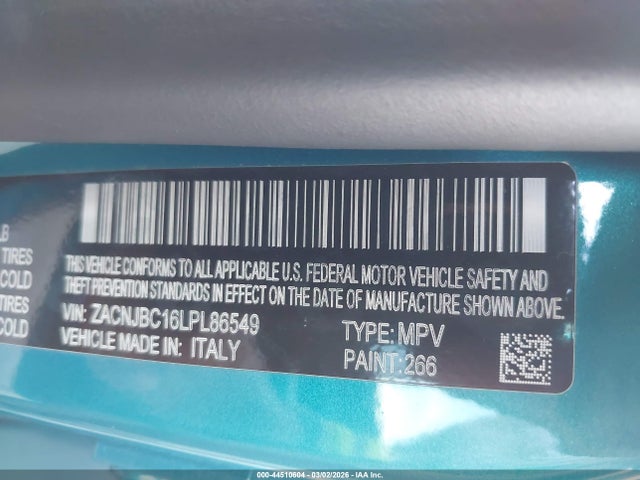 LB
TIRES
COLD
TIRES
COLD
THIS VEHICLE CONFORMS TO ALL APPLICABLE U.S. FEDERAL MOTOR VEHICLE SAFETY AND
THEFT PREVENTION STANDARDS IN EFFECT ON THE DATE OF MANUFACTURE SHOWN ABOVE.
VIN: ZACNJBC16LPL86549
TYPE: MPV
VEHICLE MADE IN: ITALY
PAINT:266
000-44510604 - 03/02/2026 - IAA Inc.